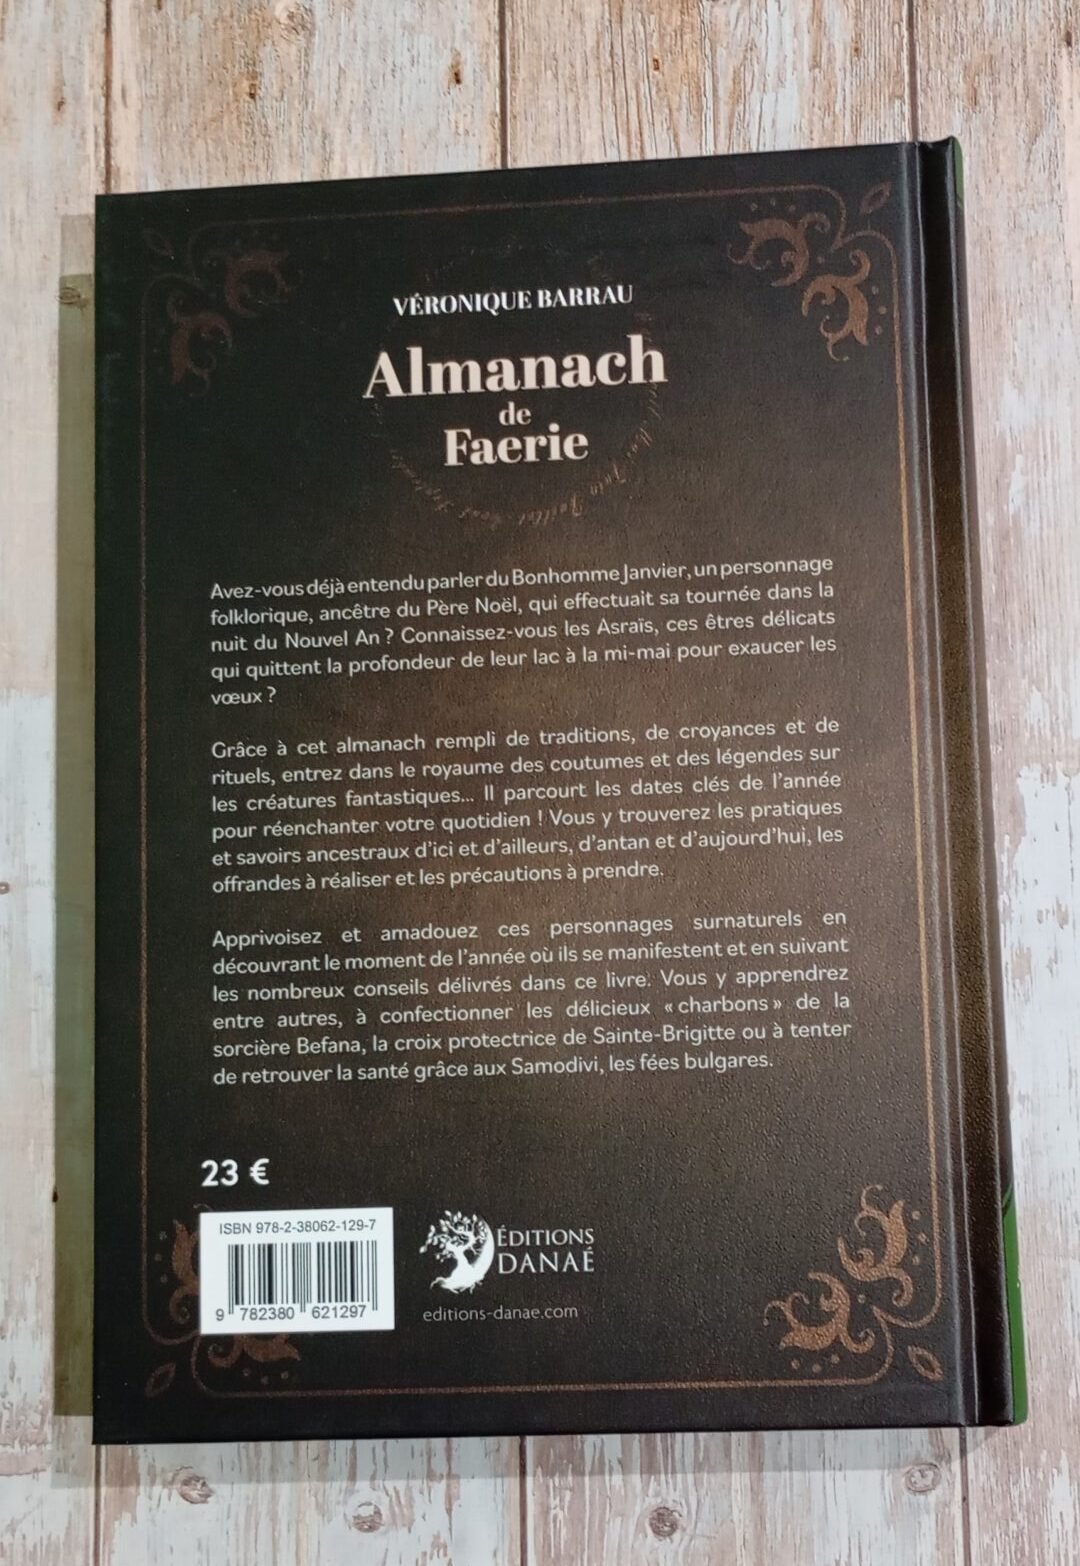 VÉRONIQUE BARRAU
Almanach
de
Faerie
Avez-vous déjà entendu parler du Bonhomme Janvier, un personnage
folklorique, ancêtre du Père Noël, qui effectuait sa tournée dans la
nuit du Nouvel An ? Connaissez-vous les Asraïs, ces êtres délicats
qui quittent la profondeur de leur lac à la mi-mai pour exaucer les
vœux ?
Grâce à cet almanach rempli de traditions, de croyances et de
rituels, entrez dans le royaume des coutumes et des légendes sur
les créatures fantastiques... Il parcourt les dates clés de l'année
pour réenchanter votre quotidien ! Vous y trouverez les pratiques
et savoirs ancestraux d'ici et d'ailleurs, d'antan et d'aujourd'hui, les
offrandes à réaliser et les précautions à prendre.
Apprivoisez et amadouez ces personnages surnaturels en
découvrant le moment de l'année où ils se manifestent et en suivant
les nombreux conseils délivrés dans ce livre. Vous y apprendrez
entre autres, à confectionner les délicieux « charbons » de la
sorcière Befana, la croix protectrice de Sainte-Brigitte ou à tenter
de retrouver la santé grâce aux Samodivi, les fées bulgares.
23 €
ISBN 978-2-38062-129-7
9 782380 621297
ÉDITIONS
DANAÉ
editions-danae.com